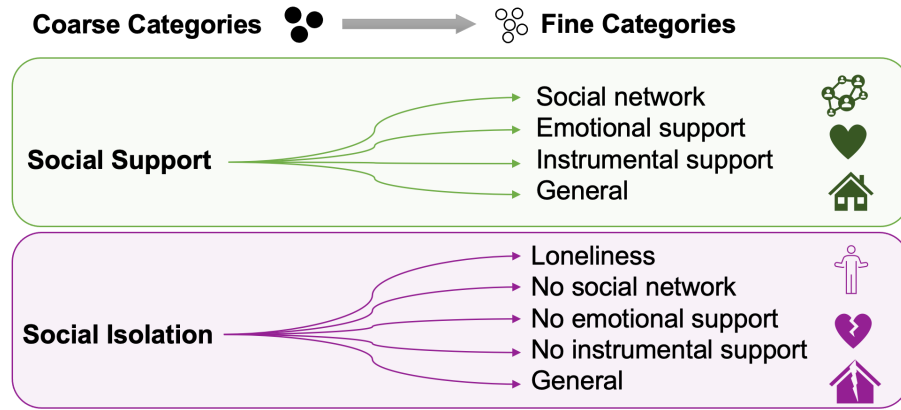 Coarse Categories
Fine Categories
Social Support
Social network
Emotional support
Instrumental support
General
Social Isolation
Loneliness
No social network
No emotional support
No instrumental support
General